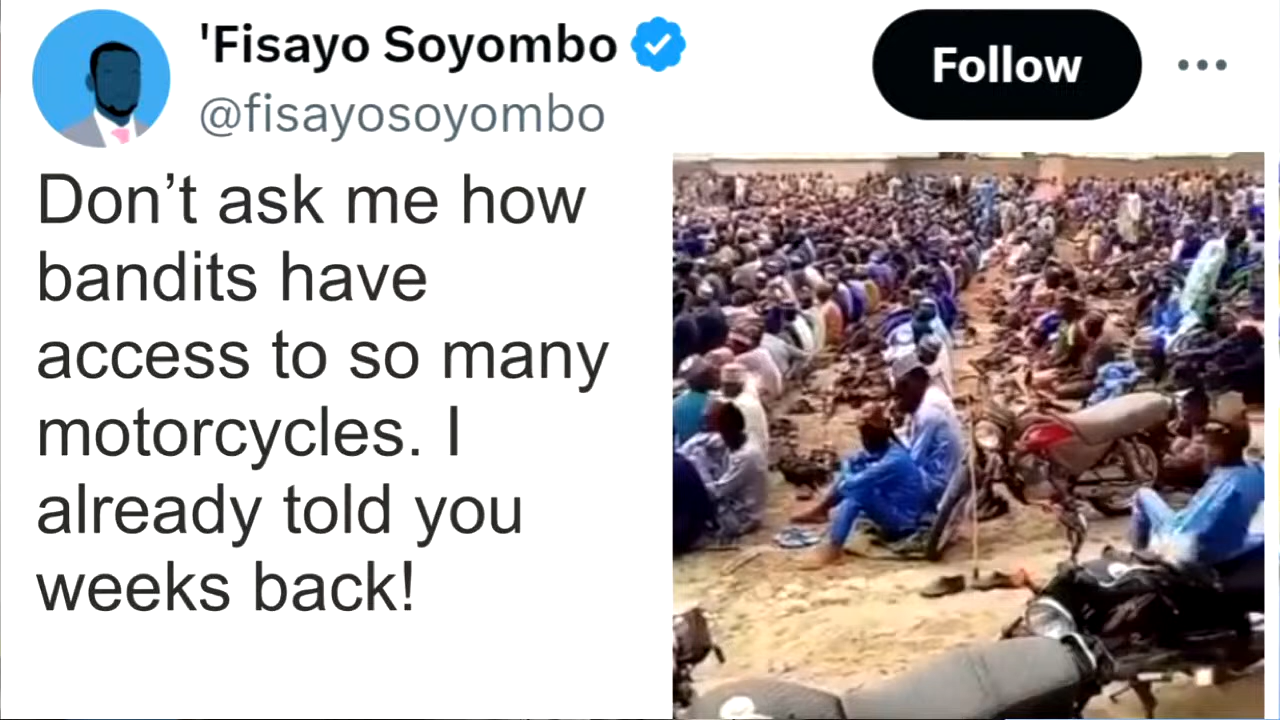 'Fisayo Soyombo
Follow
@fisayosoyombo
Don’t ask me how
bandits have
access to so many
motorcycles. I
already told you
weeks back!